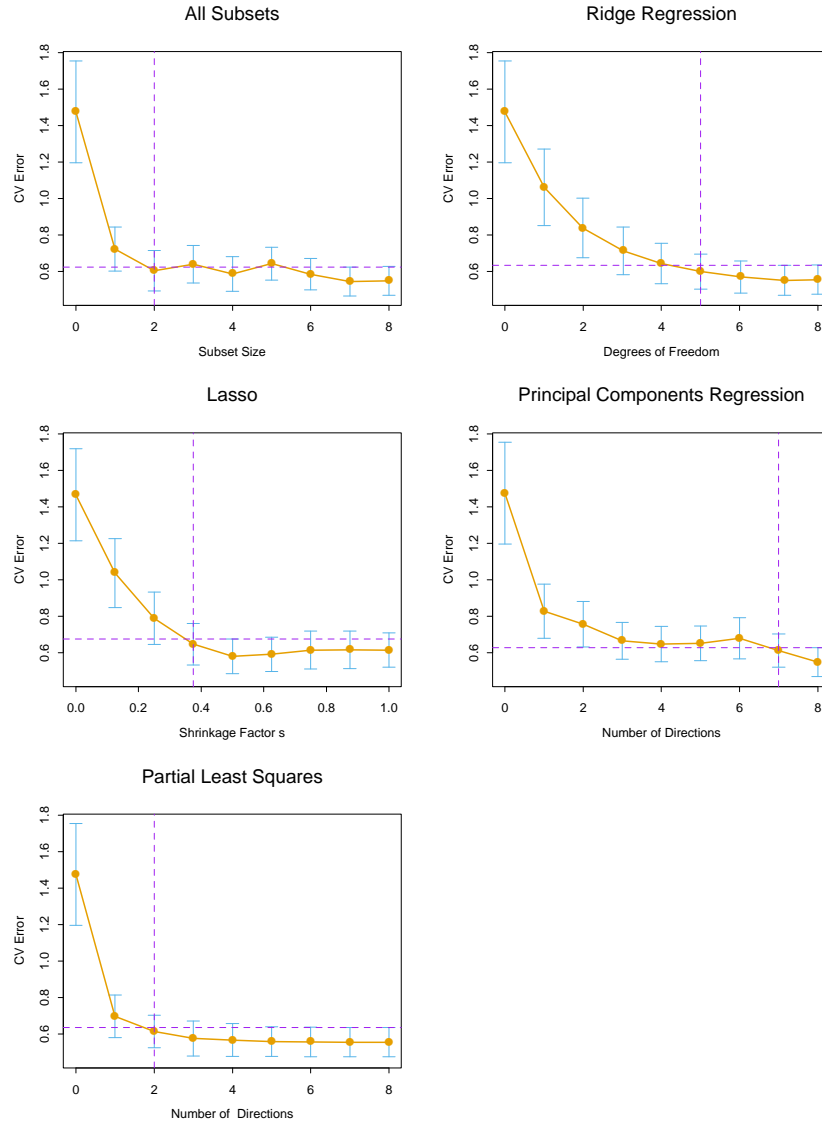 All Subsets
CV Error
0.6 0.8 1.0 1.2 1.4 1.6 1.8
0 2 4 6 8
Subset Size
Ridge Regression
CV Error
0.6 0.8 1.0 1.2 1.4 1.6 1.8
0 2 4 6 8
Degrees of Freedom
Lasso
CV Error
0.6 0.8 1.0 1.2 1.4 1.6 1.8
0.0 0.2 0.4 0.6 0.8 1.0
Shrinkage Factor s
Principal Components Regression
CV Error
0.6 0.8 1.0 1.2 1.4 1.6 1.8
0 2 4 6 8
Number of Directions
Partial Least Squares
CV Error
0.6 0.8 1.0 1.2 1.4 1.6 1.8
0 2 4 6 8
Number of Directions